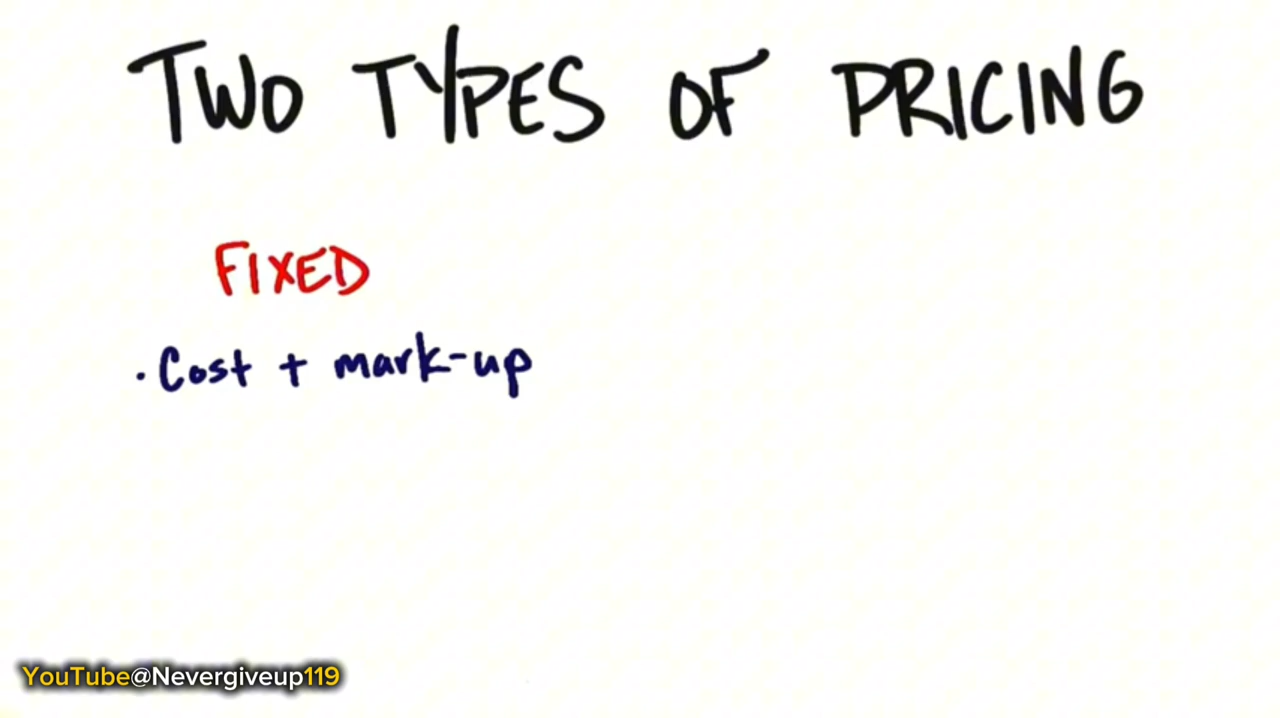 TWO TYPES OF PRICING
FIXED
· Cost + mark-up
YouTube@Nevergiveup119